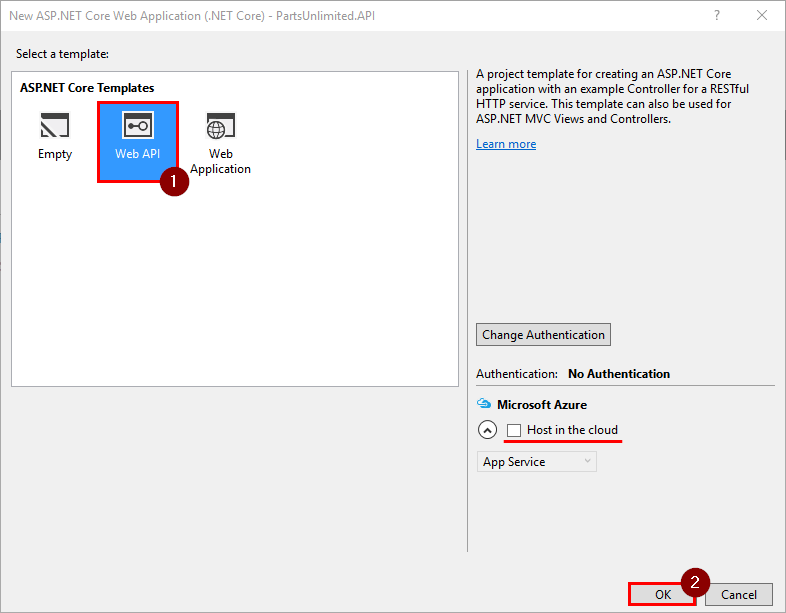 New ASP.NET Core Web Application (.NET Core) - PartsUnlimited.API
?
Select a template:
ASP.NET Core Templates
Empty
Web API
Web
Application
1
A project template for creating an ASP.NET Core
application with an example Controller for a RESTful
HTTP service. This template can also be used for
ASP.NET MVC Views and Controllers.
Learn more
Change Authentication
Authentication: No Authentication
Microsoft Azure
Host in the cloud
App Service
2
OK
Cancel